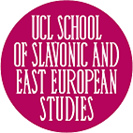 UCL SCHOOL
OF SLAVONIC AND
EAST EUROPEAN
STUDIES